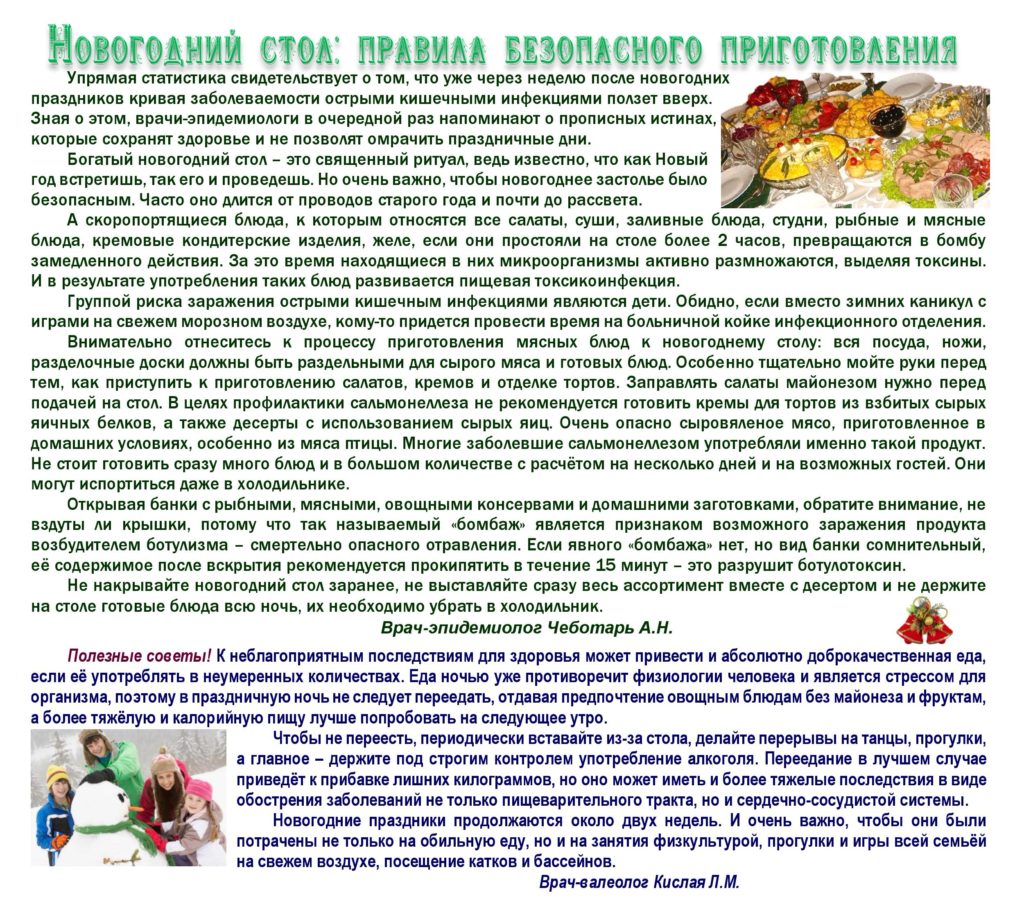 Новогодний стол: правила безопасного приготовления
Упрямая статистика свидетельствует о том, что уже через неделю после новогодних
праздников кривая заболеваемости острыми кишечными инфекциями ползет вверх.
Зная о этом, врачи-эпидемиологи в очередной раз напоминают о прописных истинах,
которые сохранят здоровье и не позволят омрачить праздничные дни.
Богатый новогодний стол – это священный ритуал, ведь известно, что как Новый
год встретишь, так его и проведешь. Но очень важно, чтобы новогоднее застолье было
безопасным. Часто оно длится от проводов старого года и почти до рассвета.
А скоропортящиеся блюда, к которым относятся все салаты, суши, заливные блюда, студни, рыбные и мясные
блюда, кремовые кондитерские изделия, желе, если они простояли на столе более 2 часов, превращаются в бомбу
замедленного действия. За это время находящиеся в них микроорганизмы активно размножаются, выделяя токсины.
И в результате употребления таких блюд развивается пищевая токсикоинфекция.
Группой риска заражения острыми кишечным инфекциями являются дети. Обидно, если вместо зимних каникул с
играми на свежем морозном воздухе, кому-то придется провести время на больничной койке инфекционного отделения.
Внимательно отнеситесь к процессу приготовления мясных блюд к новогоднему столу: вся посуда, ножи,
разделочные доски должны быть раздельными для сырого мяса и готовых блюд. Особенно тщательно мойте руки перед
тем, как приступить к приготовлению салатов, кремов и отделке тортов. Заправлять салаты майонезом нужно перед
подачей на стол. В целях профилактики сальмонеллеза не рекомендуется готовить кремы для тортов из взбитых сырых
яичных белков, а также десерты с использованием сырых яиц. Очень опасно сыровяленое мясо, приготовленное в
домашних условиях, особенно из мяса птицы. Многие заболевшие сальмонеллезом употребляли именно такой продукт.
Не стоит готовить сразу много блюд и в большом количестве с расчётом на несколько дней и на возможных гостей. Они
могут испортиться даже в холодильнике.
Открывая банки с рыбными, мясными, овощными консервами и домашними заготовками, обратите внимание, не
вздуты ли крышки, потому что так называемый «бомбаж» является признаком возможного заражения продукта
возбудителем ботулизма – смертельно опасного отравления. Если явного «бомбажа» нет, но вид банки сомнительный,
её содержимое после вскрытия рекомендуется прокипятить в течение 15 минут – это разрушит ботулотоксин.
Не накрывайте новогодний стол заранее, не выставляйте сразу весь ассортимент вместе с десертом и не держите
на столе готовые блюда всю ночь, их необходимо убрать в холодильник.
Врач-эпидемиолог Чеботарь А.Н.
Полезные советы! К неблагоприятным последствиям для здоровья может привести и абсолютно доброкачественная еда,
если её употреблять в неумеренных количествах. Еда ночью уже противоречит физиологии человека и является стрессом для
организма, поэтому в праздничную ночь не следует переедать, отдавая предпочтение овощным блюдам без майонеза и фруктам,
а более тяжёлую и калорийную пищу лучше попробовать на следующее утро.
Чтобы не переесть, периодически вставайте из-за стола, делайте перерывы на танцы, прогулки,
а главное – держите под строгим контролем употребление алкоголя. Переедание в лучшем случае
приведёт к прибавке лишних килограммов, но оно может иметь и более тяжелые последствия в виде
обострения заболеваний не только пищеварительного тракта, но и сердечно-сосудистой системы.
Новогодние праздники продолжаются около двух недель. И очень важно, чтобы они были
потрачены не только на обильную еду, но и на занятия физкультурой, прогулки и игры всей семьёй
на свежем воздухе, посещение катков и бассейнов.
Врач-валеолог Кислая Л.М.